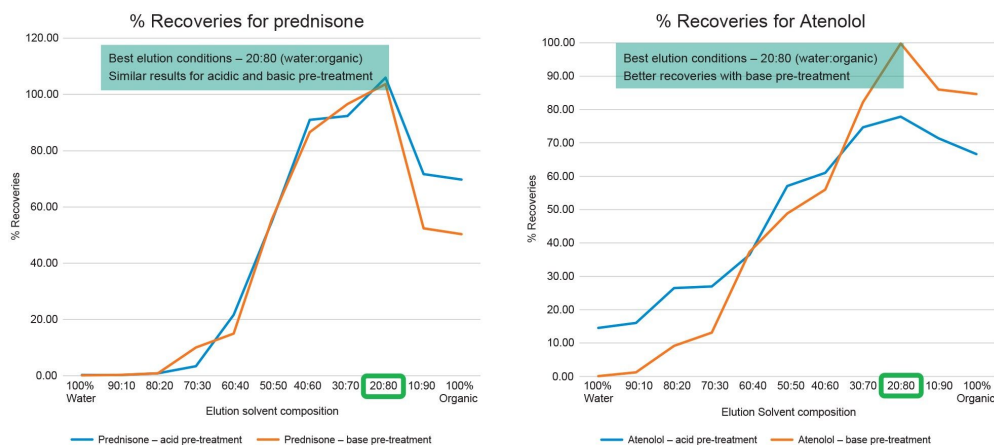 % Recoveries for prednisone
120.00
100.00
80.00
60.00
40.00
20.00
0.00
% Recoveries
Best elution conditions – 20:80 (water:organic)
Similar results for acidic and basic pre-treatment
100% Water 90:10 80:20 70:30 60:40 50:50 40:60 30:70 20:80 10:90 100% Organic
Elution solvent composition
Prednisone – acid pre-treatment Prednisone – base pre-treatment
% Recoveries for Atenolol
100.00
90.00
80.00
70.00
60.00
50.00
40.00
30.00
20.00
10.00
0.00
% Recoveries
Best elution conditions – 20:80 (water:organic)
Better recoveries with base pre-treatment
100% Water 90:10 80:20 70:30 60:40 50:50 40:60 30:70 20:80 10:90 100% Organic
Elution Solvent composition
Atenolol – acid pre-treatment Atenolol – base pre-treatment